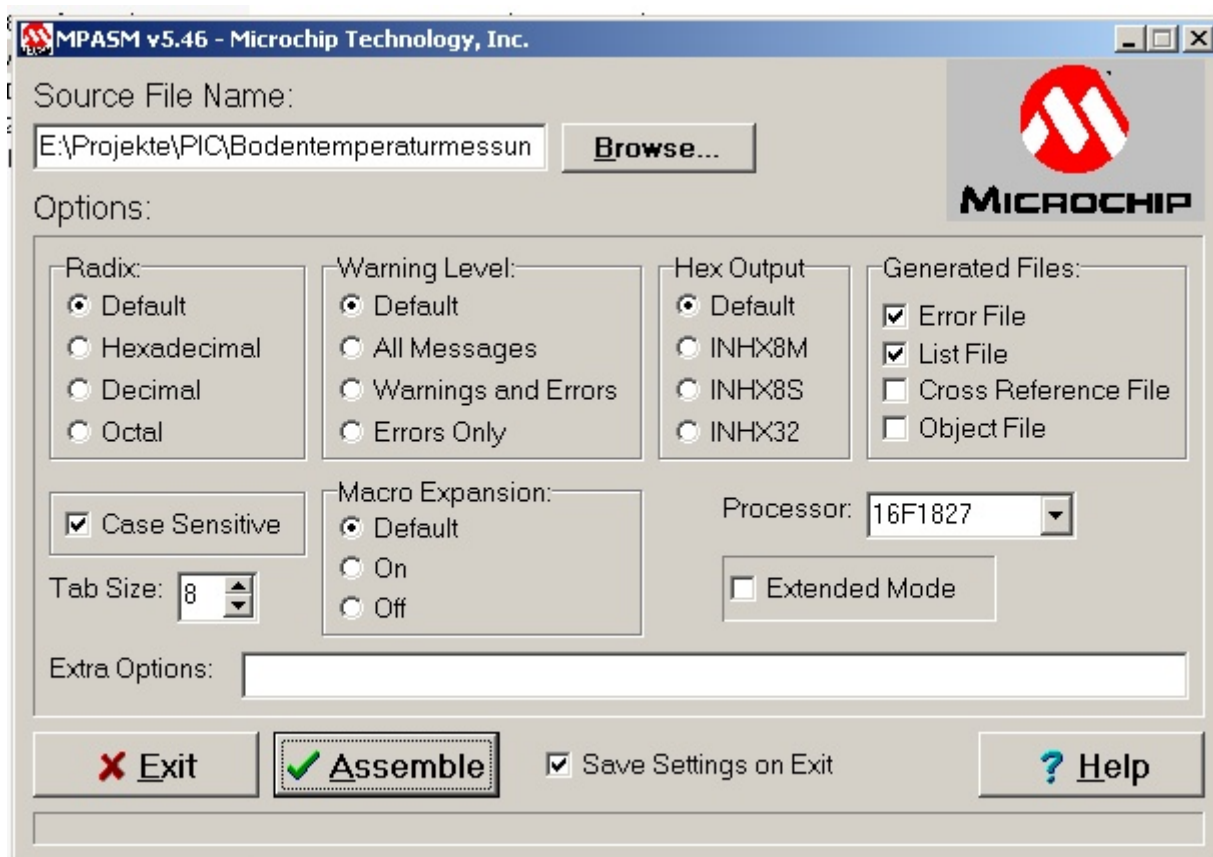 MPASM v5.46 - Microchip Technology, Inc.
Source File Name:
E:\Projekte\PIC\Bodentemperaturmessun Browse...
MICROCHIP
Options:
Radix: Warning Level: Hex Output Generated Files:
Default Default Default Error File
Hexadecimal All Messages INHX8M List File
Decimal Warnings and Errors INHX8S Cross Reference File
Octal Errors Only INHX32 Object File
Case Sensitive Macro Expansion: Processor: 16F1827
Default
Tab Size: 8 On Extended Mode
Off
Extra Options:
Exit Assemble Save Settings on Exit ? Help